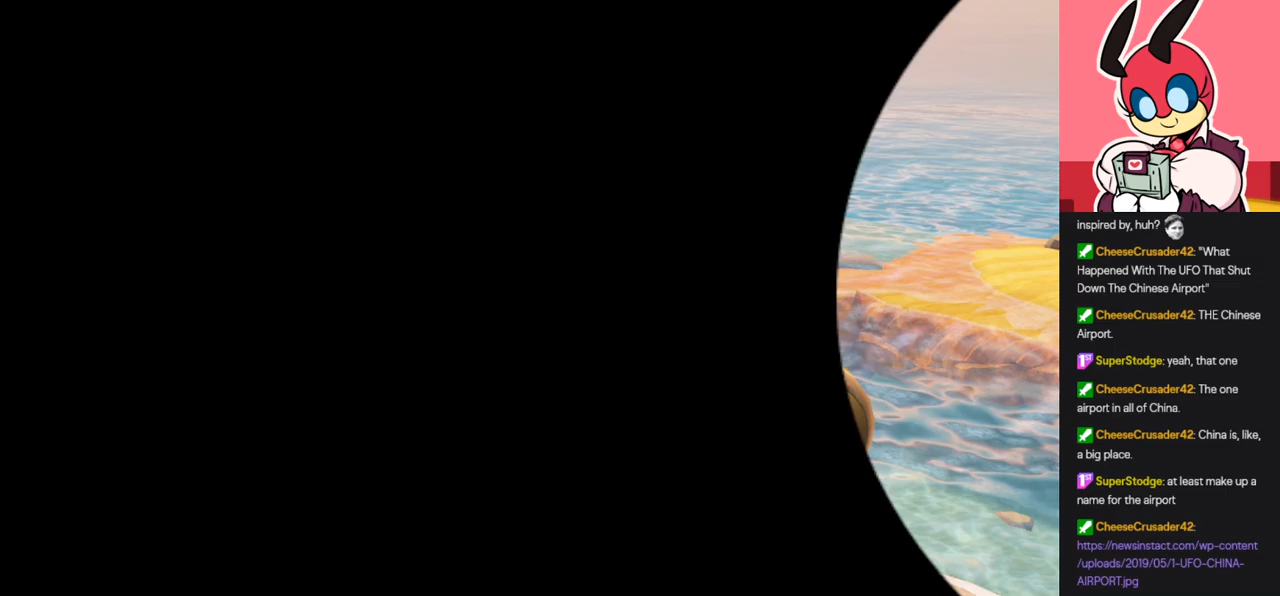 inspired by, huh?
CheeseCrusader42: "What
Happened With The UFO That Shut
Down The Chinese Airport"
CheeseCrusader42: THE Chinese
Airport.
SuperStodge: yeah, that one
CheeseCrusader42: The one
airport in all of China.
CheeseCrusader42: China is, like,
a big place.
SuperStodge: at least make up a
name for the airport
CheeseCrusader42:
https://newsinstact.com/wp-content
/uploads/2019/05/1-UFO-CHINA-
AIRPORT.jpg